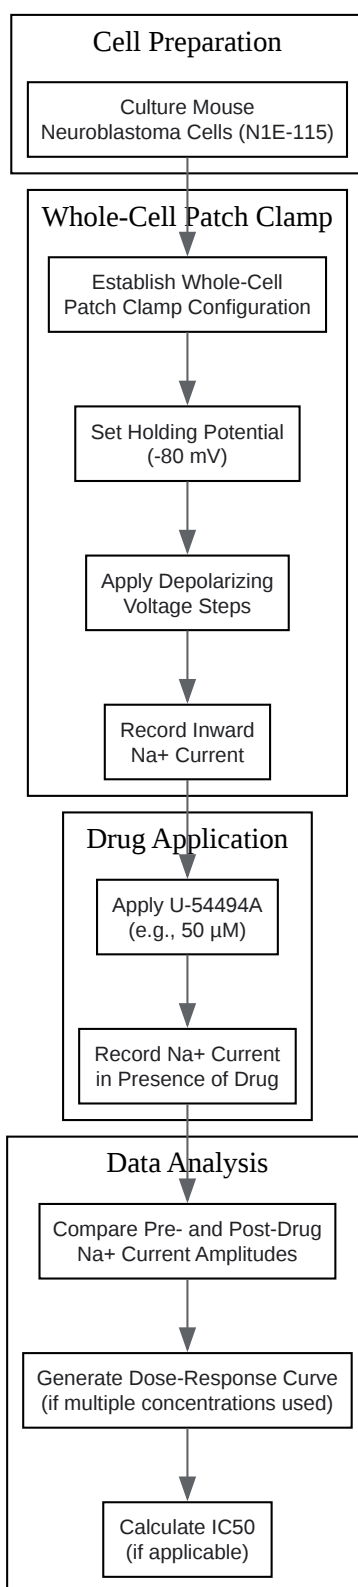 Cell Preparation
Culture Mouse
Neuroblastoma Cells (N1E-115)
Whole-Cell Patch Clamp
Establish Whole-Cell
Patch Clamp Configuration
Set Holding Potential
(-80 mV)
Apply Depolarizing
Voltage Steps
Record Inward
Na+ Current
Drug Application
Apply U-54494A
(e.g., 50 µM)
Record Na+ Current
in Presence of Drug
Data Analysis
Compare Pre- and Post-Drug
Na+ Current Amplitudes
Generate Dose-Response Curve
(if multiple concentrations used)
Calculate IC50
(if applicable)